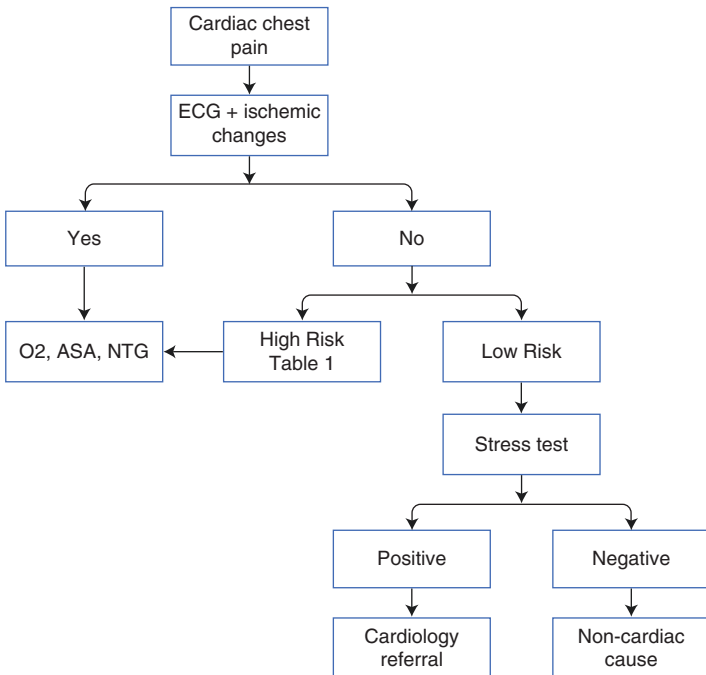 Cardiac chest
pain
ECG + ischemic
changes
Yes
No
O2, ASA, NTG
High Risk
Table 1
Low Risk
Stress test
Positive
Negative
Cardiology
referral
Non-cardiac
cause